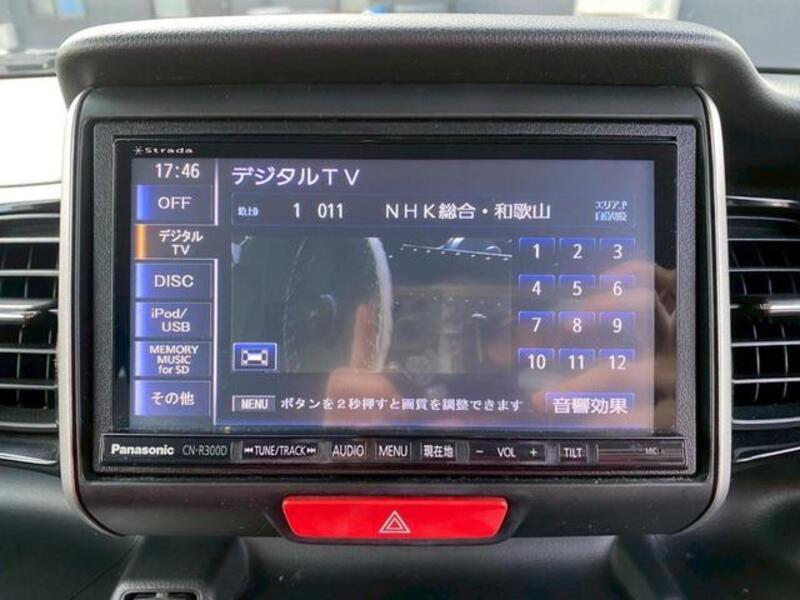 Strada
17:46
デジタルTV
OFF
地上D 1 011 NHK総合・和歌山
エリア.P
自動切換
デジタル
TV
DISC
iPod/
USB
MEMORY
MUSIC
for SD
その他
1 2 3
4 5 6
7 8 9
10 11 12
MENU ボタンを2秒押すと画質を調整できます
音響効果
Panasonic CN-R300D TUNE/TRACK AUDIO MENU 現在地 − VOL + TILT MIC